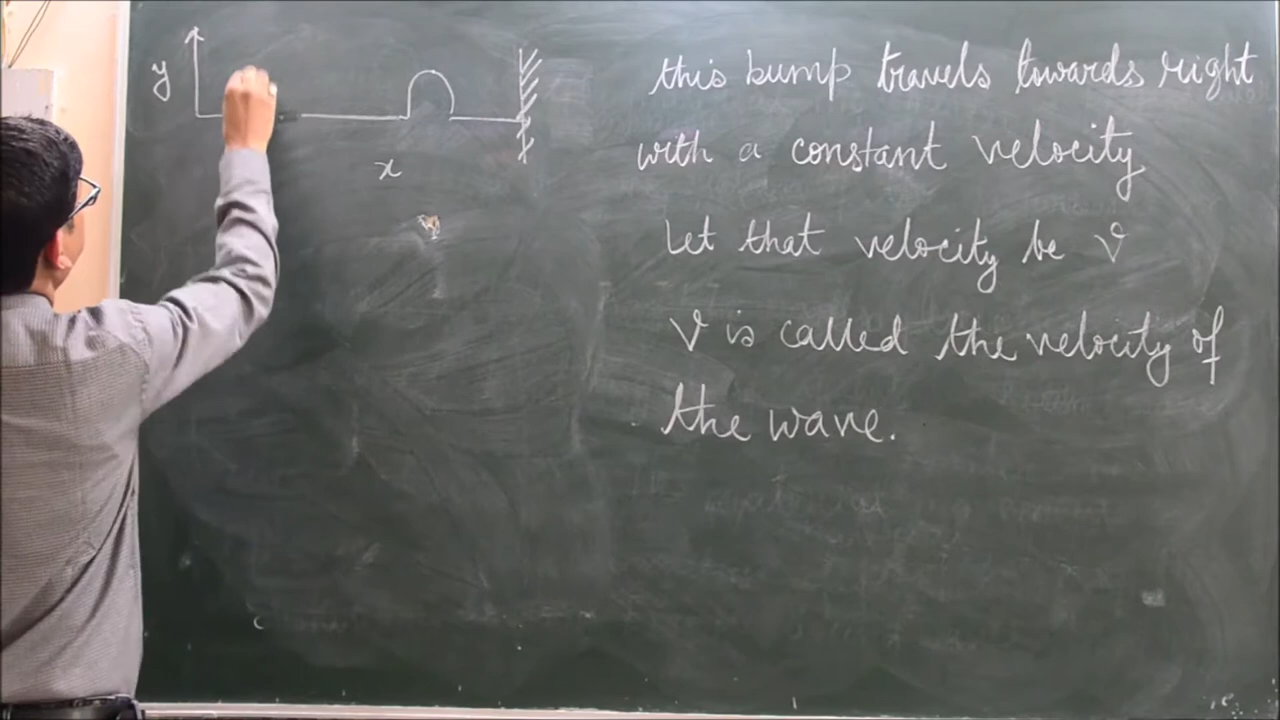 y
x
this bump travels towards right
with a constant velocity
Let that velocity be v
v is called the velocity of
the wave.